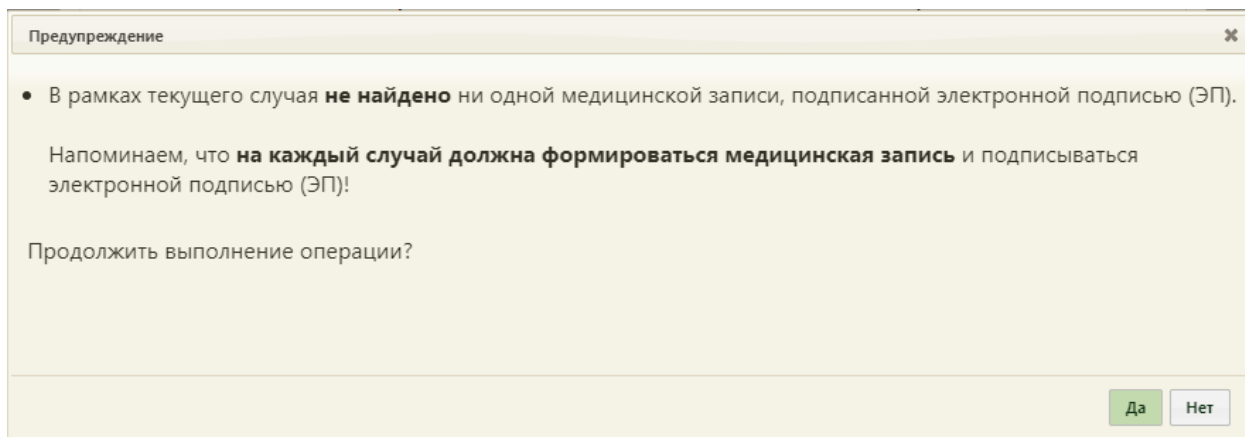 Предупреждение
В рамках текущего случая не найдено ни одной медицинской записи, подписанной электронной подписью (ЭП).
Напоминаем, что на каждый случай должна формироваться медицинская запись и подписываться
электронной подписью (ЭП)!
Продолжить выполнение операции?
Да Нет